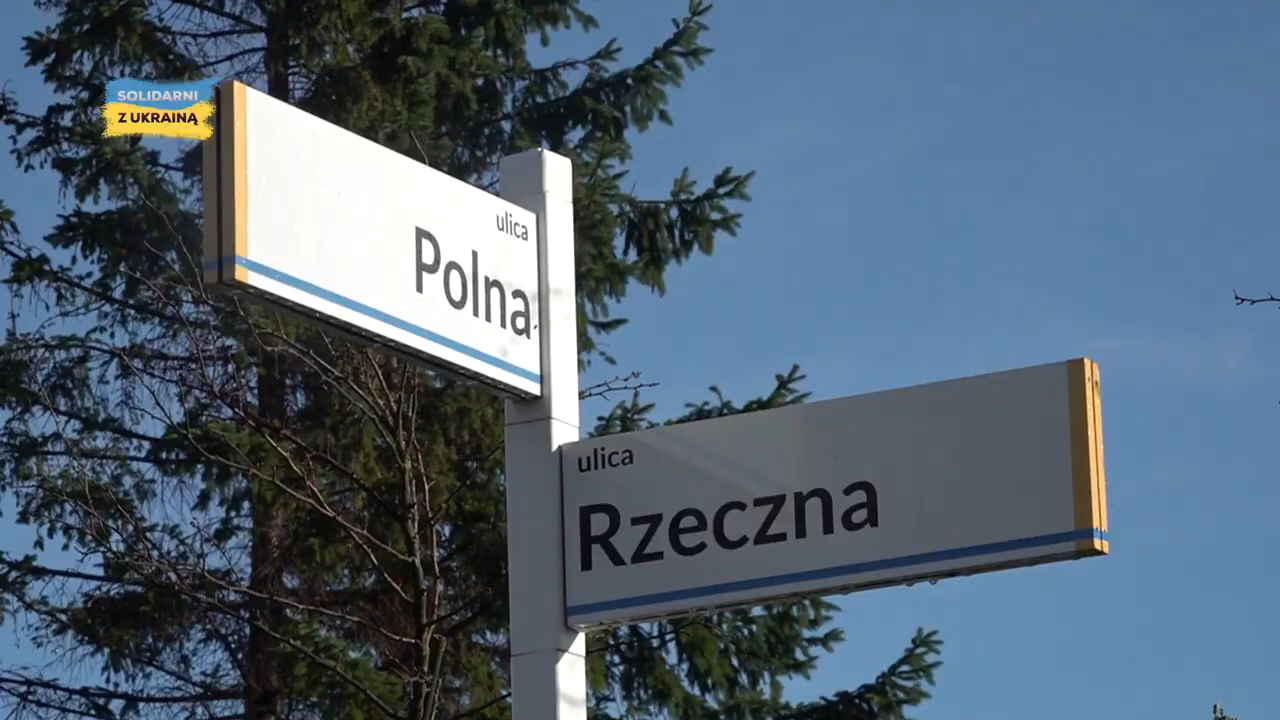 SOLIDARNI
Z UKRAINĄ
ulica
Polna
ulica
Rzeczna